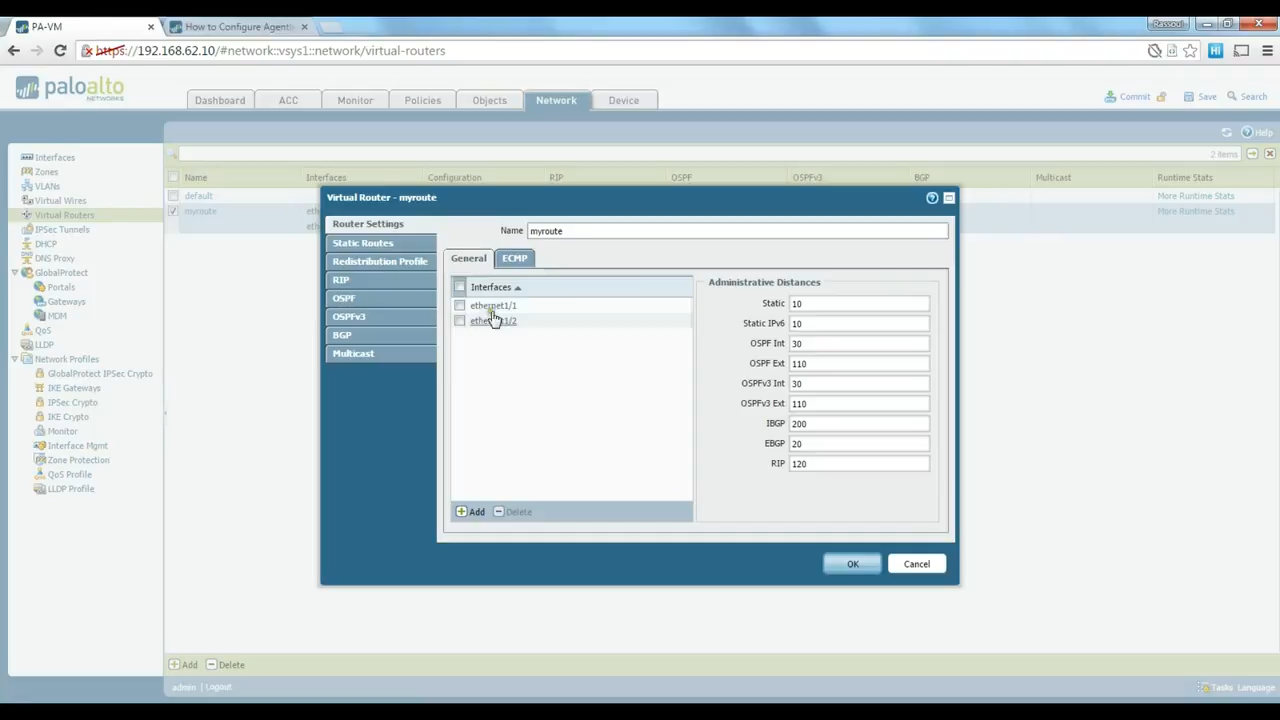 PA-VM
How to Configure Agentl
Rassoul
https://192.168.62.10/#network::vsys1::network/virtual-routers
Hi
paloalto
NETWORKS
Dashboard ACC Monitor Policies Objects Network Device
Commit Save Search
Help
2 items
Interfaces
Zones
VLANs
Virtual Wires
Virtual Routers
IPSec Tunnels
DHCP
DNS Proxy
GlobalProtect
Portals
Gateways
MDM
QoS
LLDP
Network Profiles
GlobalProtect IPSec Crypto
IKE Gateways
IPSec Crypto
IKE Crypto
Monitor
Interface Mgmt
Zone Protection
QoS Profile
LLDP Profile
Name Interfaces Configuration RIP OSPF OSPFv3 BGP Multicast Runtime Stats
default More Runtime Stats
myroute More Runtime Stats
Virtual Router - myroute
Router Settings
Static Routes
Redistribution Profile
RIP
OSPF
OSPFv3
BGP
Multicast
Name myroute
General ECMP
Interfaces
ethernet1/1
ethernet1/2
Add Delete
Administrative Distances
Static 10
Static IPv6 10
OSPF Int 30
OSPF Ext 110
OSPFv3 Int 30
OSPFv3 Ext 110
IBGP 200
EBGP 20
RIP 120
OK Cancel
Add Delete
admin | Logout
Tasks Language